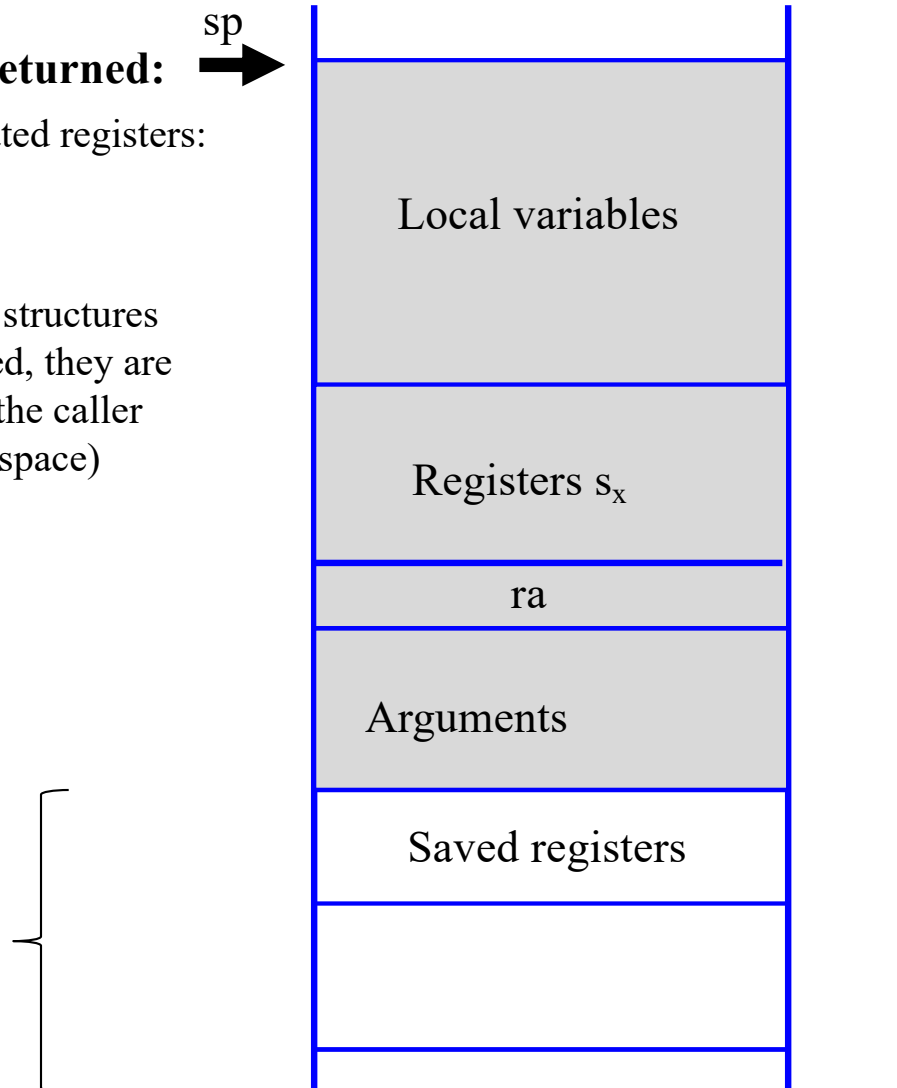 sp
eturned:
ted registers:
structures
ed, they are
the caller
space)
Local variables
Registers sx
ra
Arguments
Saved registers